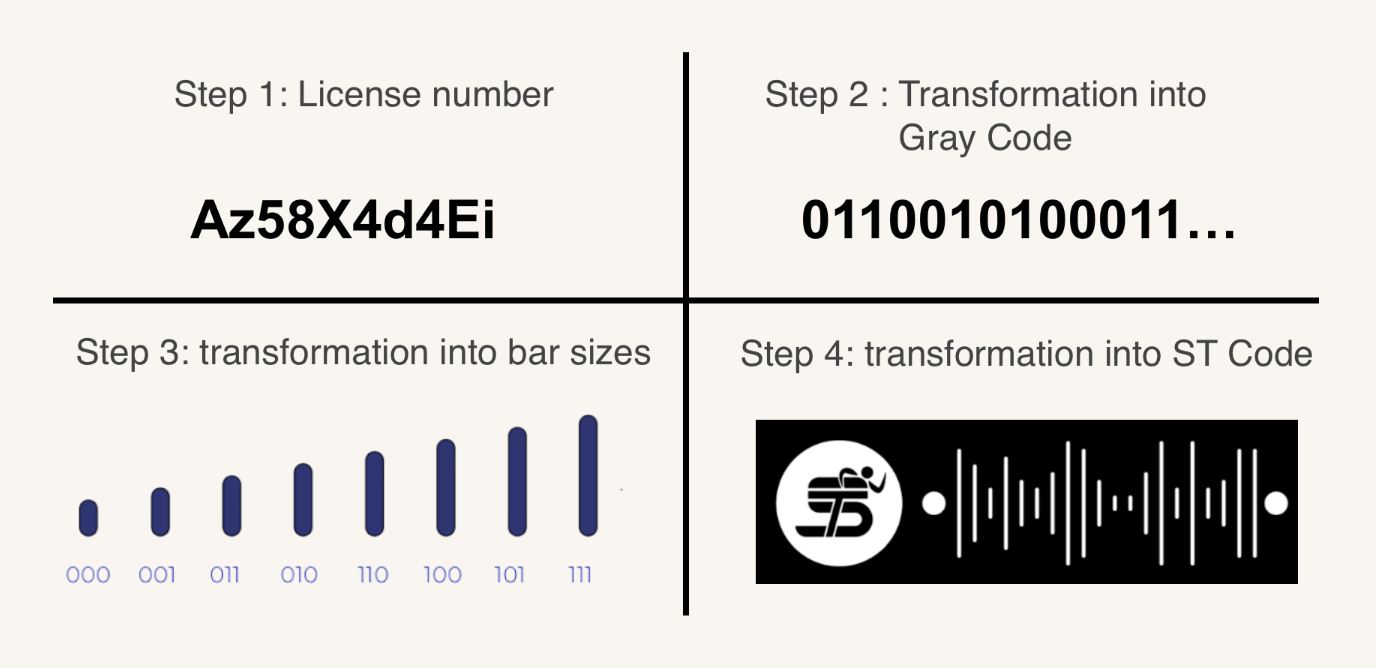 Step 1: License number
Az58X4d4Ei
Step 2 : Transformation into
Gray Code
0110010100011...
Step 3: transformation into bar sizes
000 001 011 010 110 100 101 111
Step 4: transformation into ST Code